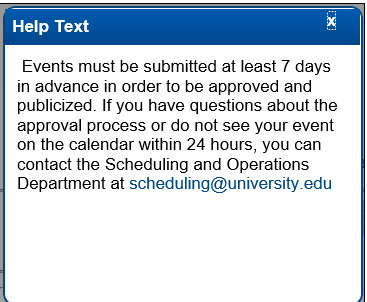 Help Text
x
Events must be submitted at least 7 days
in advance in order to be approved and
publicized. If you have questions about the
approval process or do not see your event
on the calendar within 24 hours, you can
contact the Scheduling and Operations
Department at scheduling@university.edu